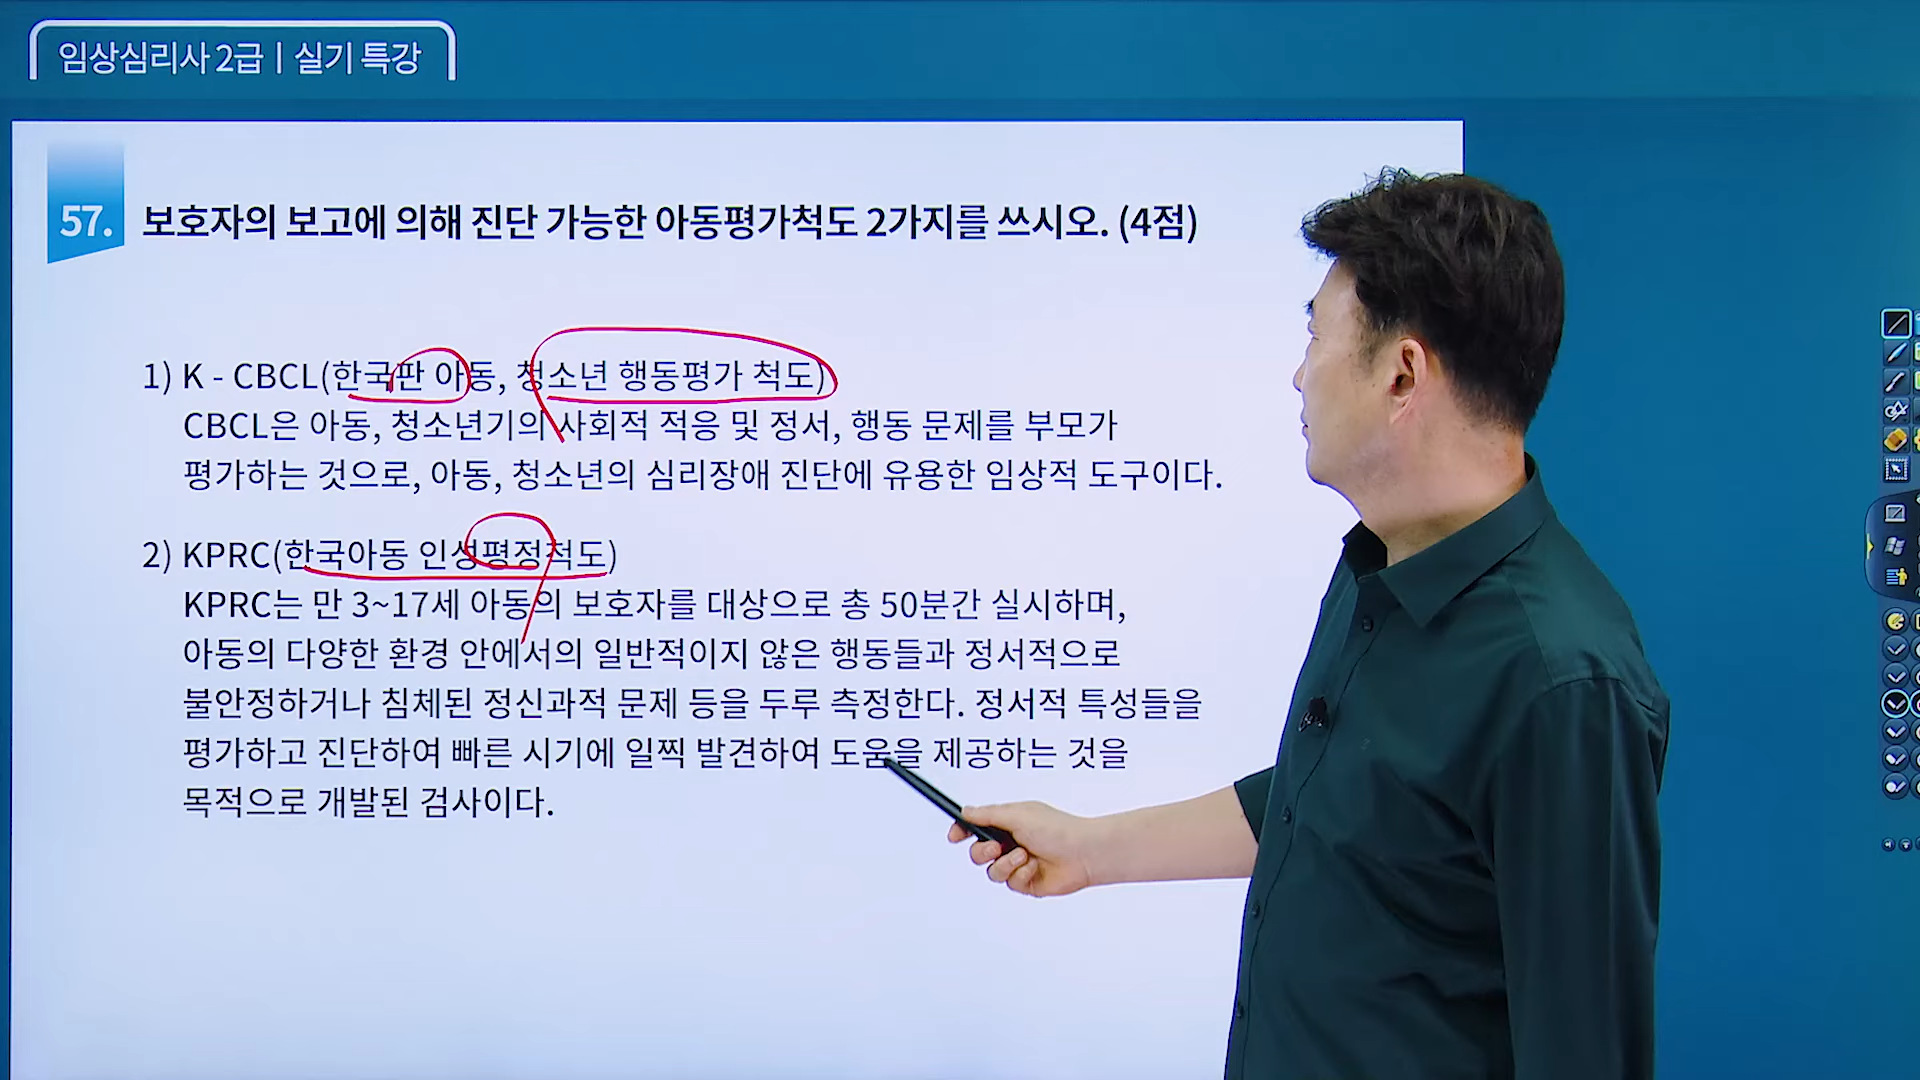 임상심리사 2급 | 실기 특강
57. 보호자의 보고에 의해 진단 가능한 아동평가척도 2가지를 쓰시오. (4점)
1) K - CBCL(한국판 아동, 청소년 행동평가 척도)
CBCL은 아동, 청소년기의 사회적 적응 및 정서, 행동 문제를 부모가
평가하는 것으로, 아동, 청소년의 심리장애 진단에 유용한 임상적 도구이다.
2) KPRC(한국아동 인성평정척도)
KPRC는 만 3~17세 아동의 보호자를 대상으로 총 50분간 실시하며,
아동의 다양한 환경 안에서의 일반적이지 않은 행동들과 정서적으로
불안정하거나 침체된 정신과적 문제 등을 두루 측정한다. 정서적 특성들을
평가하고 진단하여 빠른 시기에 일찍 발견하여 도움을 제공하는 것을
목적으로 개발된 검사이다.